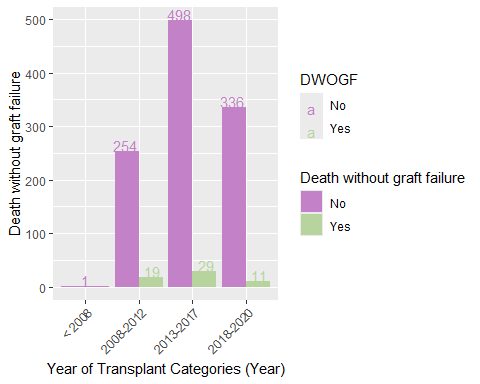 500
400
300
200
100
0
Death without graft failure
498
336
254
19
29
11
1
<2008
2008-2012
2013-2017
2018-2020
Year of Transplant Categories (Year)
DWOGF
a No
a Yes
Death without graft failure
No
Yes